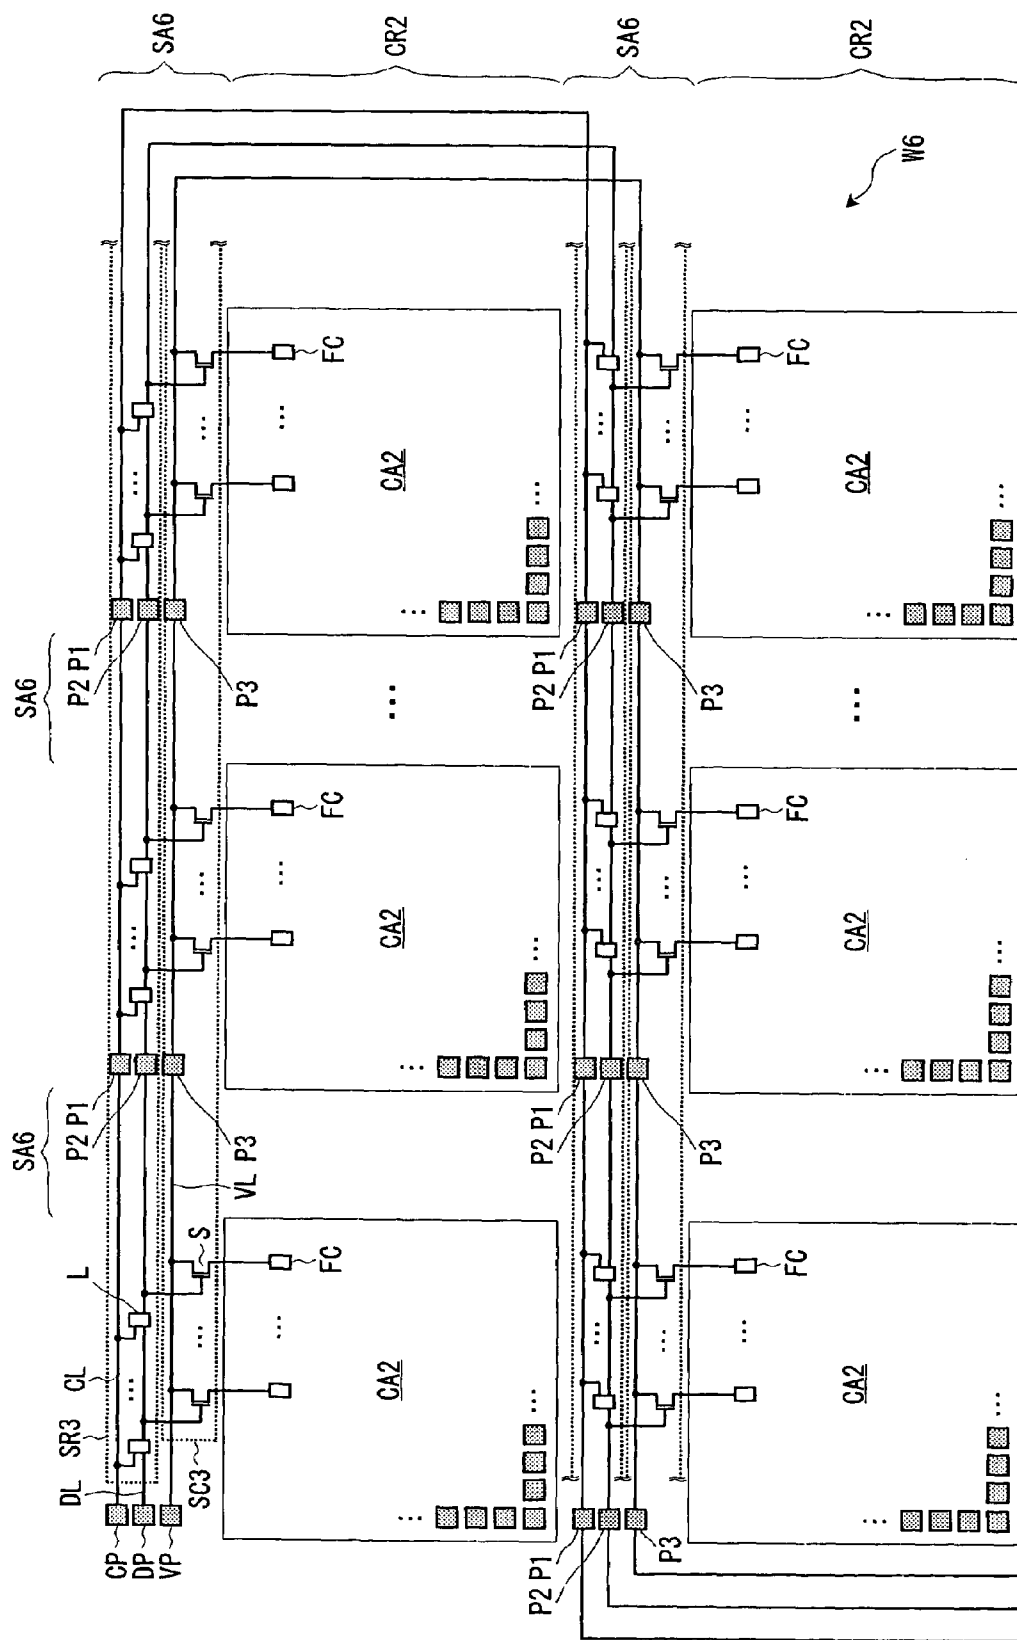 SA6
SA6
SR3
CL
L
P2 P1
P2 P1
SA6
DL
CP
DP
VP
SC3
S
VL
P3
P3
FC
FC
FC
CR2
CA2
CA2
CA2
P2 P1
P2 P1
P2 P1
SA6
P3
P3
P3
FC
FC
FC
CR2
CA2
CA2
CA2
W6